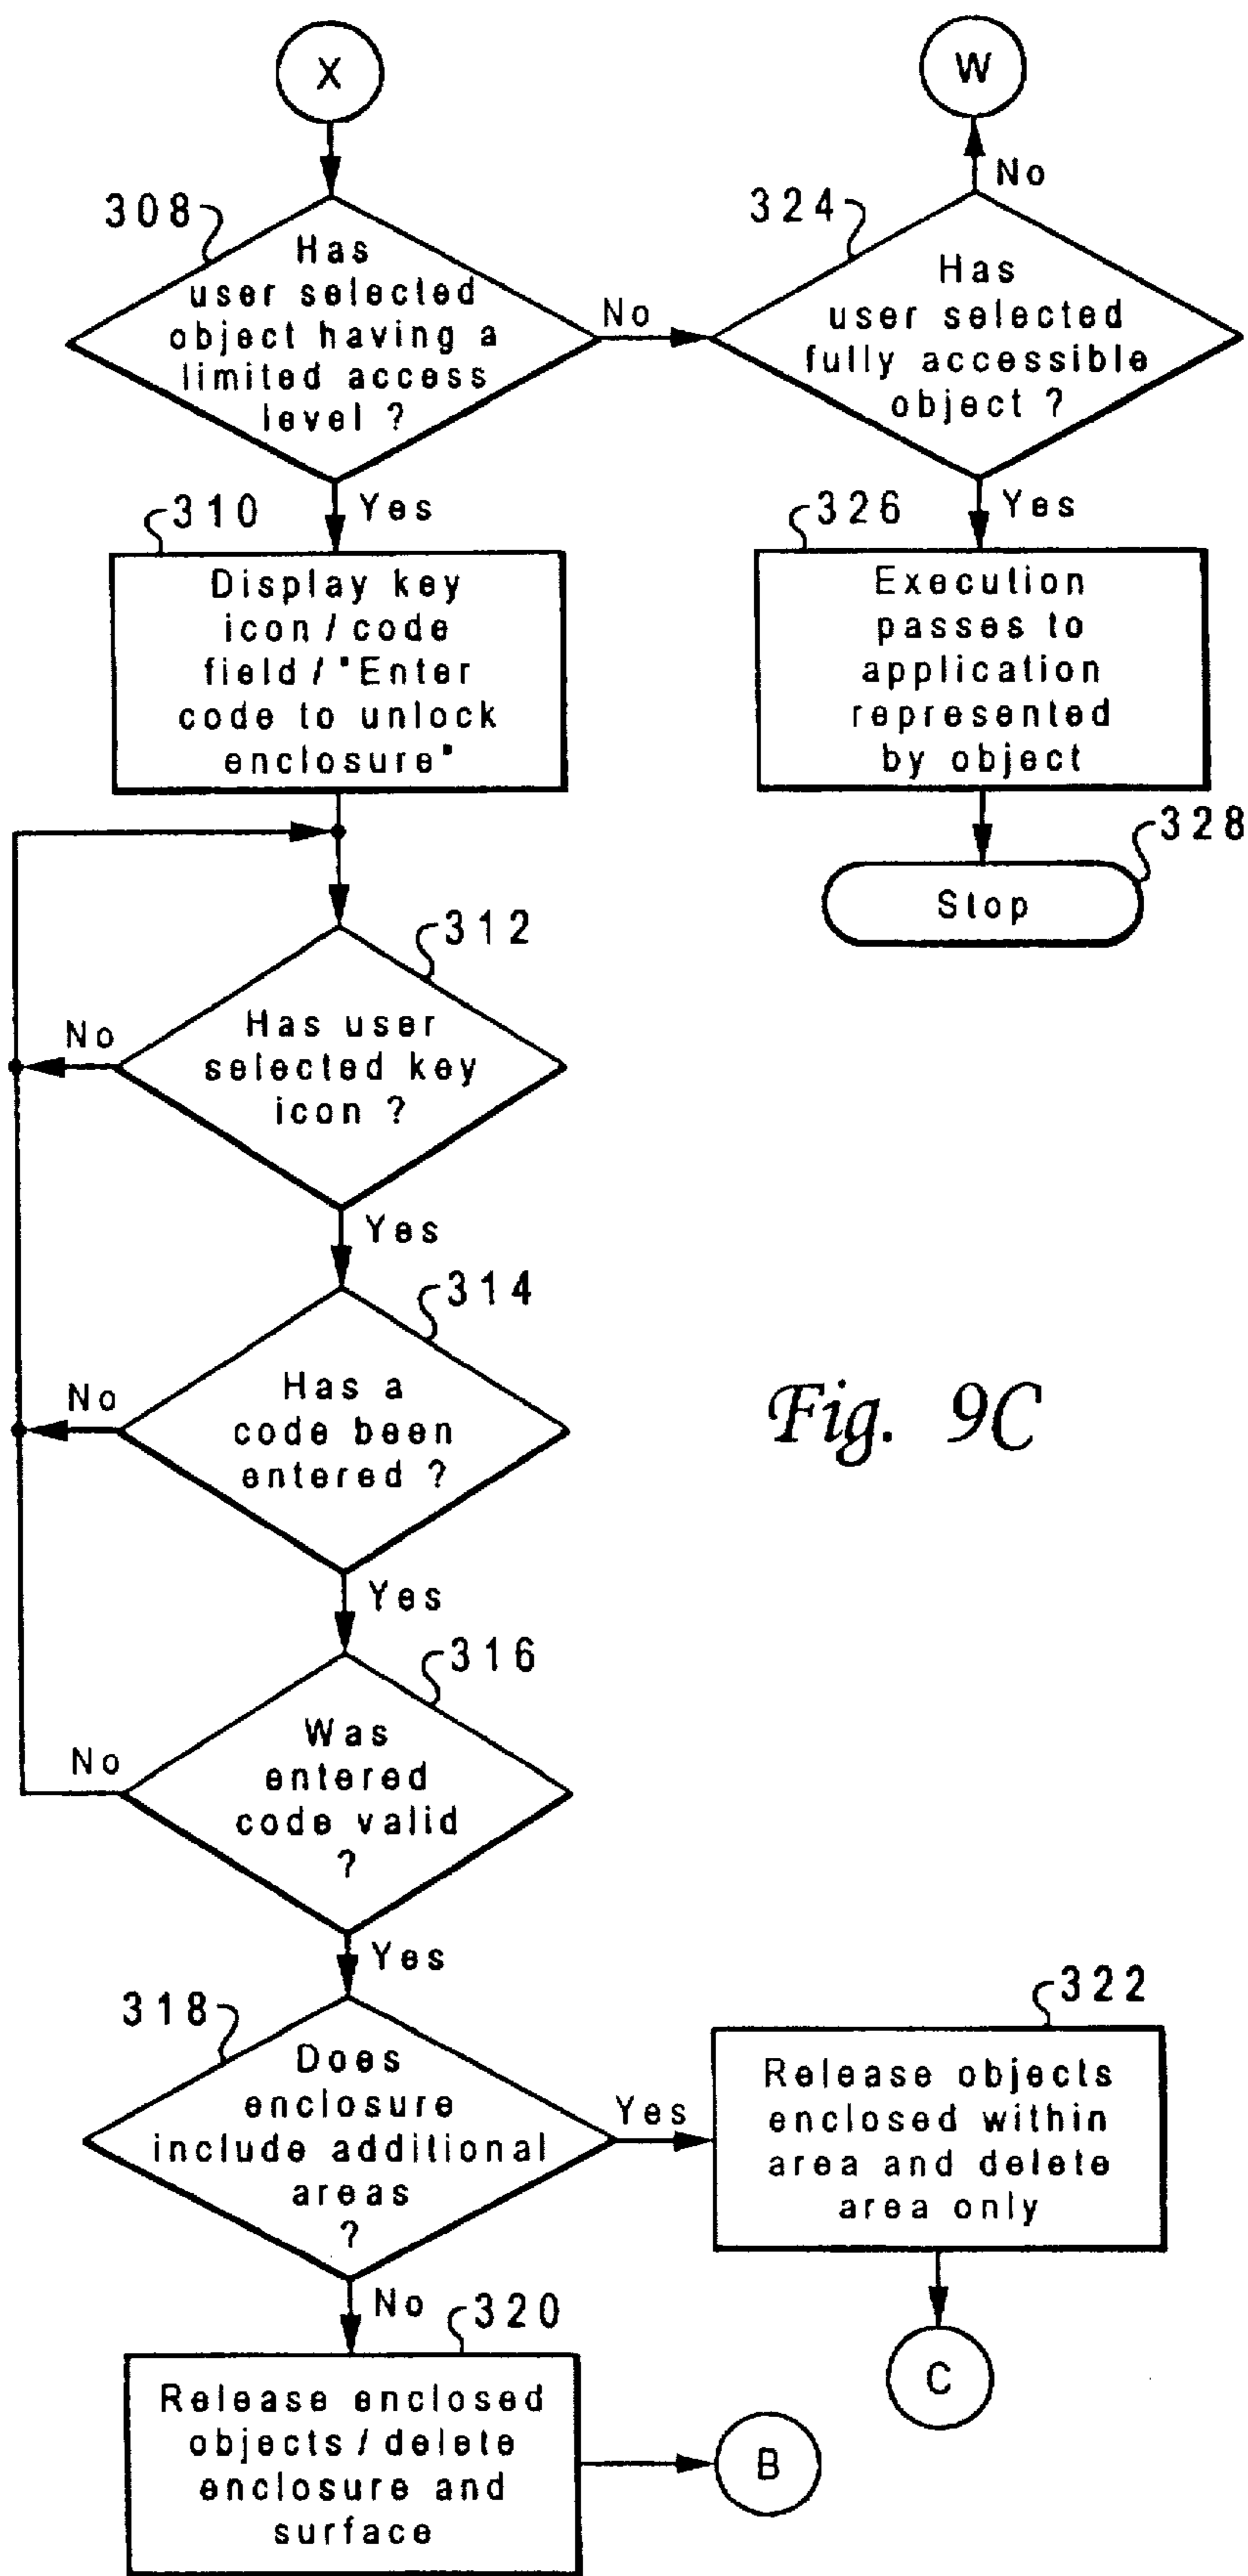 X
W
308
Has
user selected
object having a
limited access
level ?
No
324
Has
user selected
fully accessible
object ?
No
Yes
Yes
310
Display key
icon / code
field / "Enter
code to unlock
enclosure"
326
Execution
passes to
application
represented
by object
328
Stop
312
Has user
selected key
icon ?
No
Yes
314
Has a
code been
entered ?
No
Yes
Fig. 9C
316
Was
entered
code valid
?
No
Yes
318
Does
enclosure
include additional
areas
?
Yes
322
Release objects
enclosed within
area and delete
area only
No
C
320
Release enclosed
objects / delete
enclosure and
surface
B